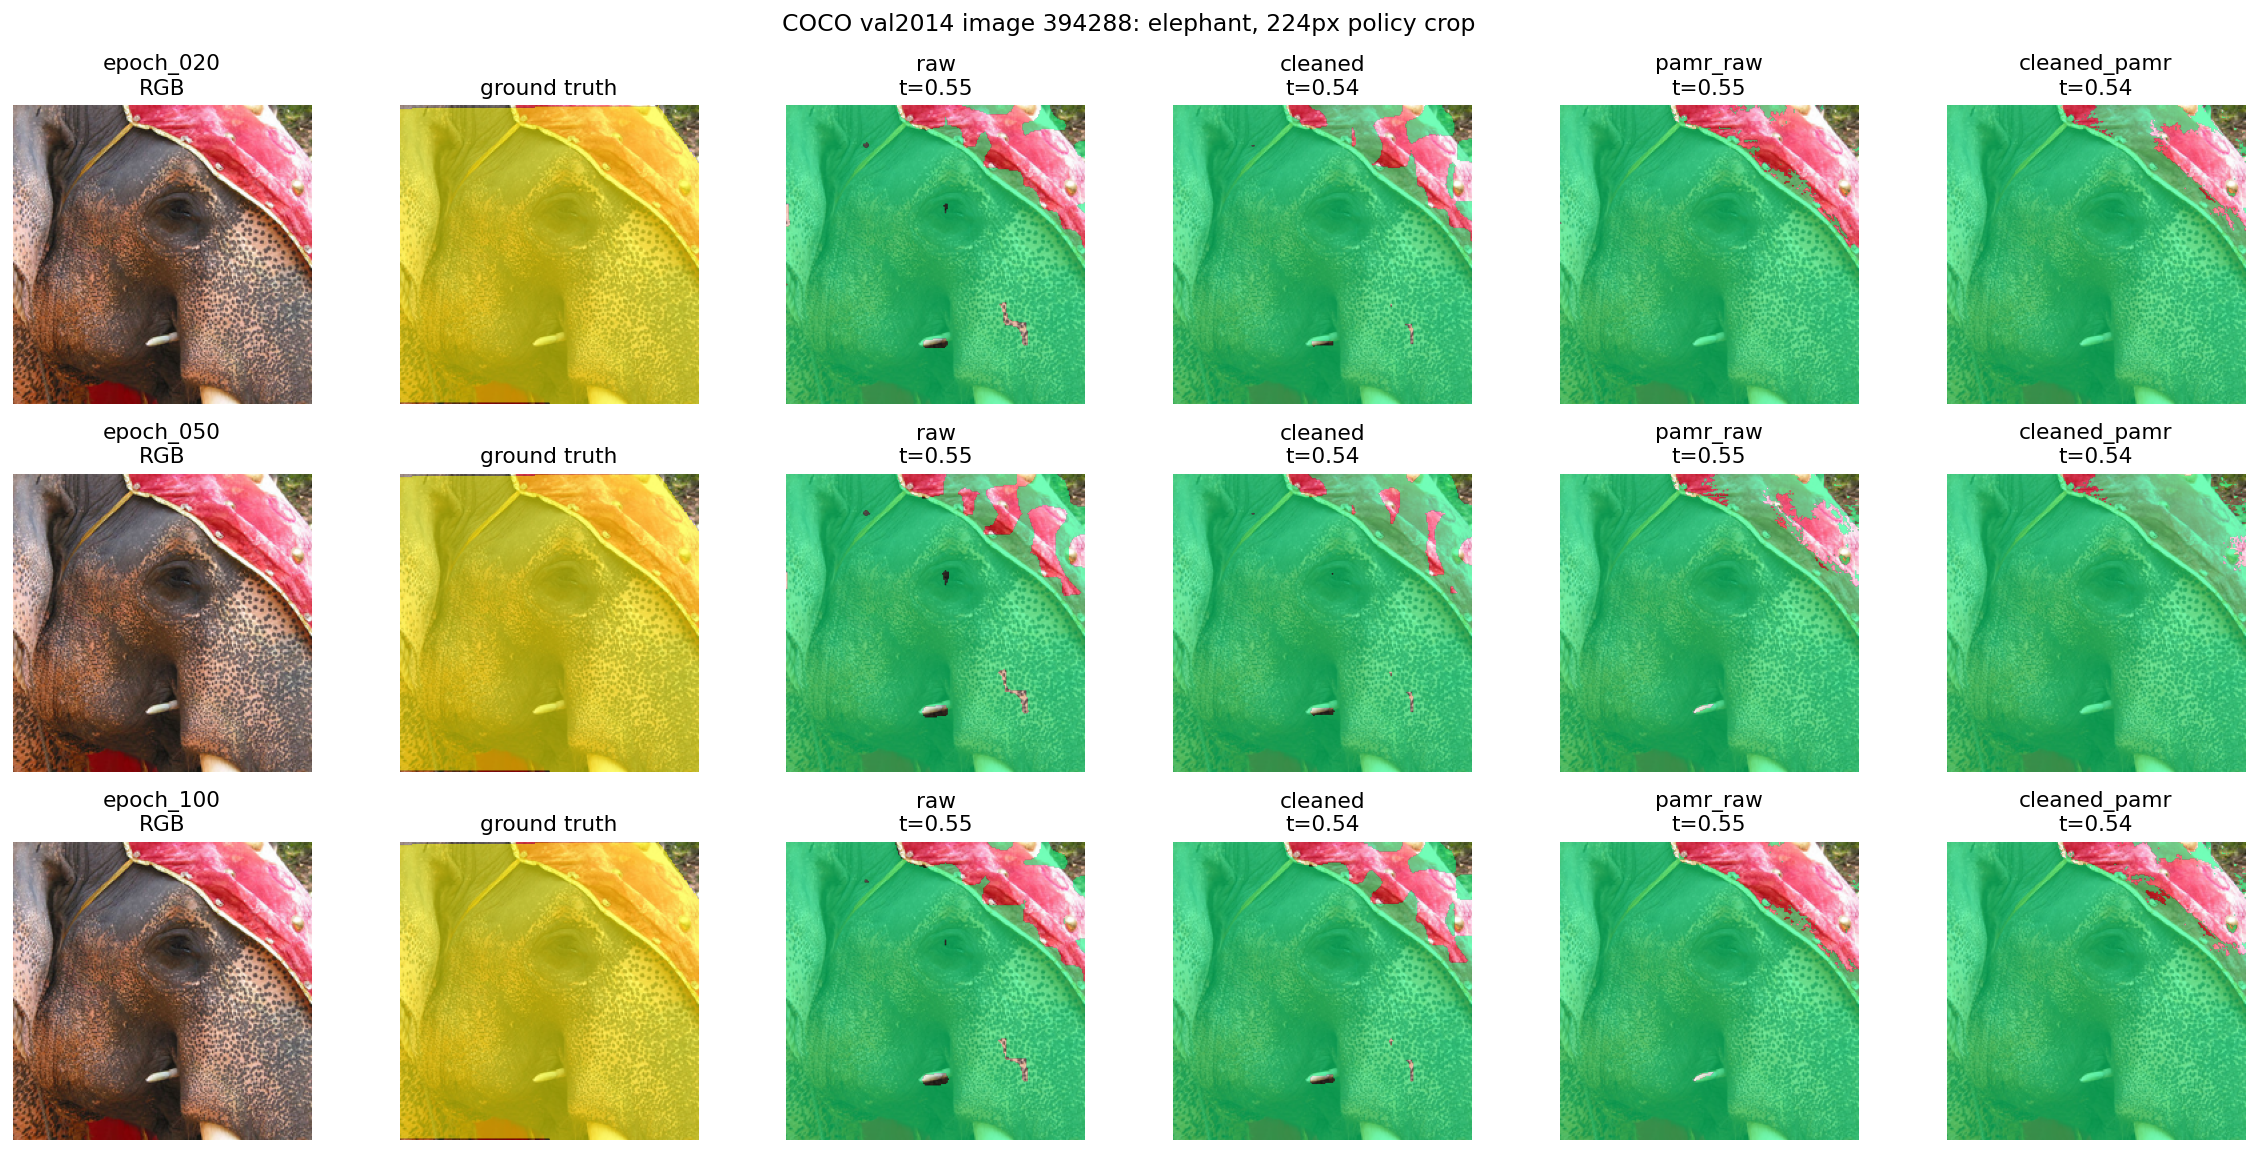 COCO val2014 image 394288: elephant, 224px policy crop
epoch_020
RGB
ground truth
raw
t=0.55
cleaned
t=0.54
pamr_raw
t=0.55
cleaned_pamr
t=0.54
epoch_050
RGB
ground truth
raw
t=0.55
cleaned
t=0.54
pamr_raw
t=0.55
cleaned_pamr
t=0.54
epoch_100
RGB
ground truth
raw
t=0.55
cleaned
t=0.54
pamr_raw
t=0.55
cleaned_pamr
t=0.54